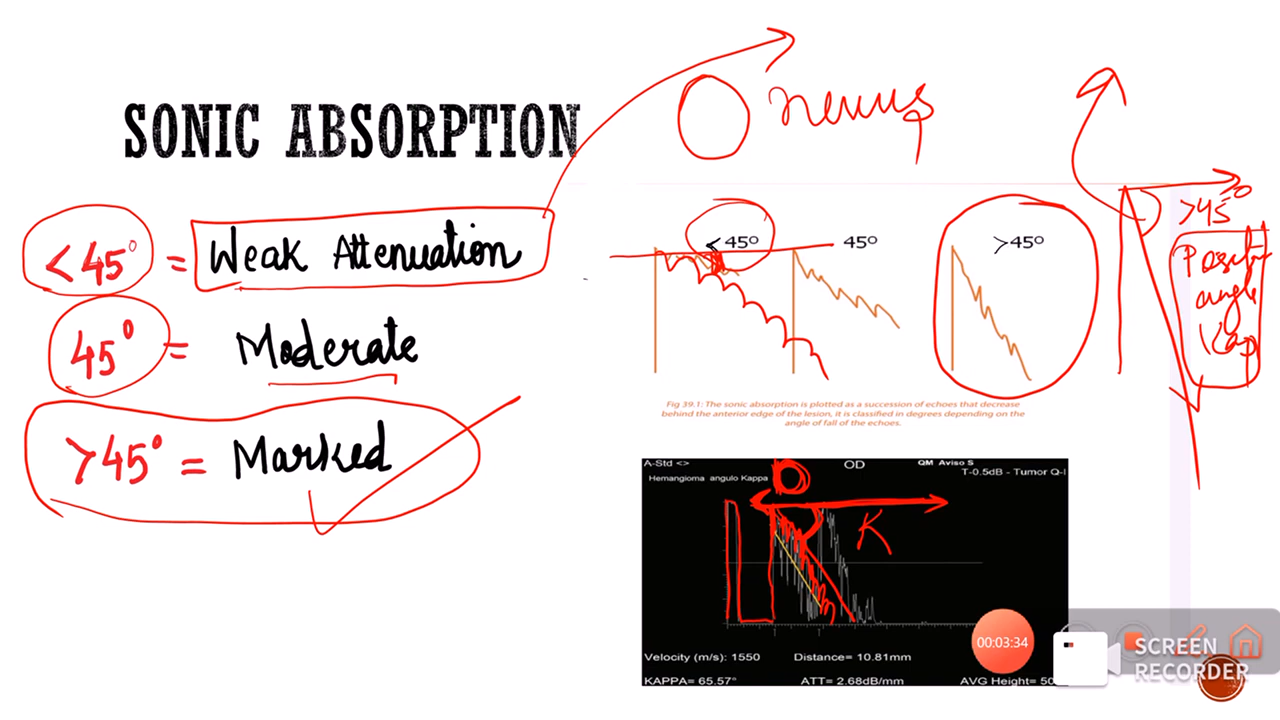 SONIC ABSORPTION
nevus
<45° = Weak Attenuation
45° = Moderate
>45° = Marked
< 45°
45°
>45°
>45°
Positive
angle
Kap
Fig 39.1: The sonic absorption is plotted as a succession of echoes that decrease
behind the anterior edge of the lesion, it is classified in degrees depending on the
angle of fall of the echoes.
A-Std <>
OD
QM Aviso S
T-0.5dB - Tumor Q-I
Hemangioma angulo Kappa
K
Velocity (m/s): 1550
Distance= 10.81mm
KAPPA= 65.57°
ATT= 2.68dB/mm
AVG Height= 50
00:03:34
SCREEN
RECORDER